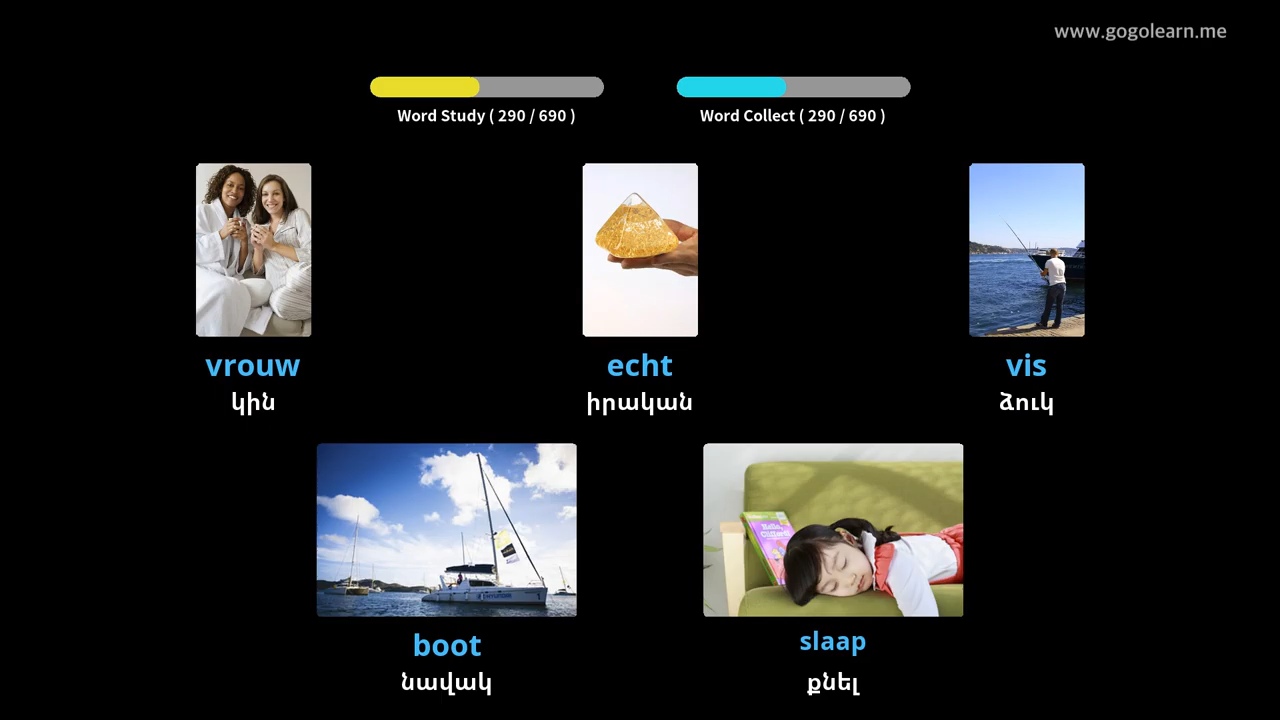 www.gogolearn.me
Word Study ( 290 / 690 )
Word Collect ( 290 / 690 )
vrouw
echt
vis
կին
իրական
ձուկ
Hello,
boot
slaap
նավակ
քնել